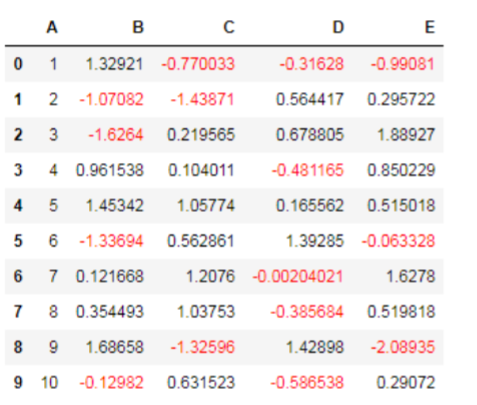 A B C D E
0 1 1.32921 -0.770033 -0.31628 -0.99081
1 2 -1.07082 -1.43871 0.564417 0.295722
2 3 -1.6264 0.219565 0.678805 1.88927
3 4 0.961538 0.104011 -0.481165 0.850229
4 5 1.45342 1.05774 0.165562 0.515018
5 6 -1.33694 0.562861 1.39285 -0.063328
6 7 0.121668 1.2076 -0.00204021 1.6278
7 8 0.354493 1.03753 -0.385684 0.519818
8 9 1.68658 -1.32596 1.42898 -2.08935
9 10 -0.12982 0.631523 -0.586538 0.29072